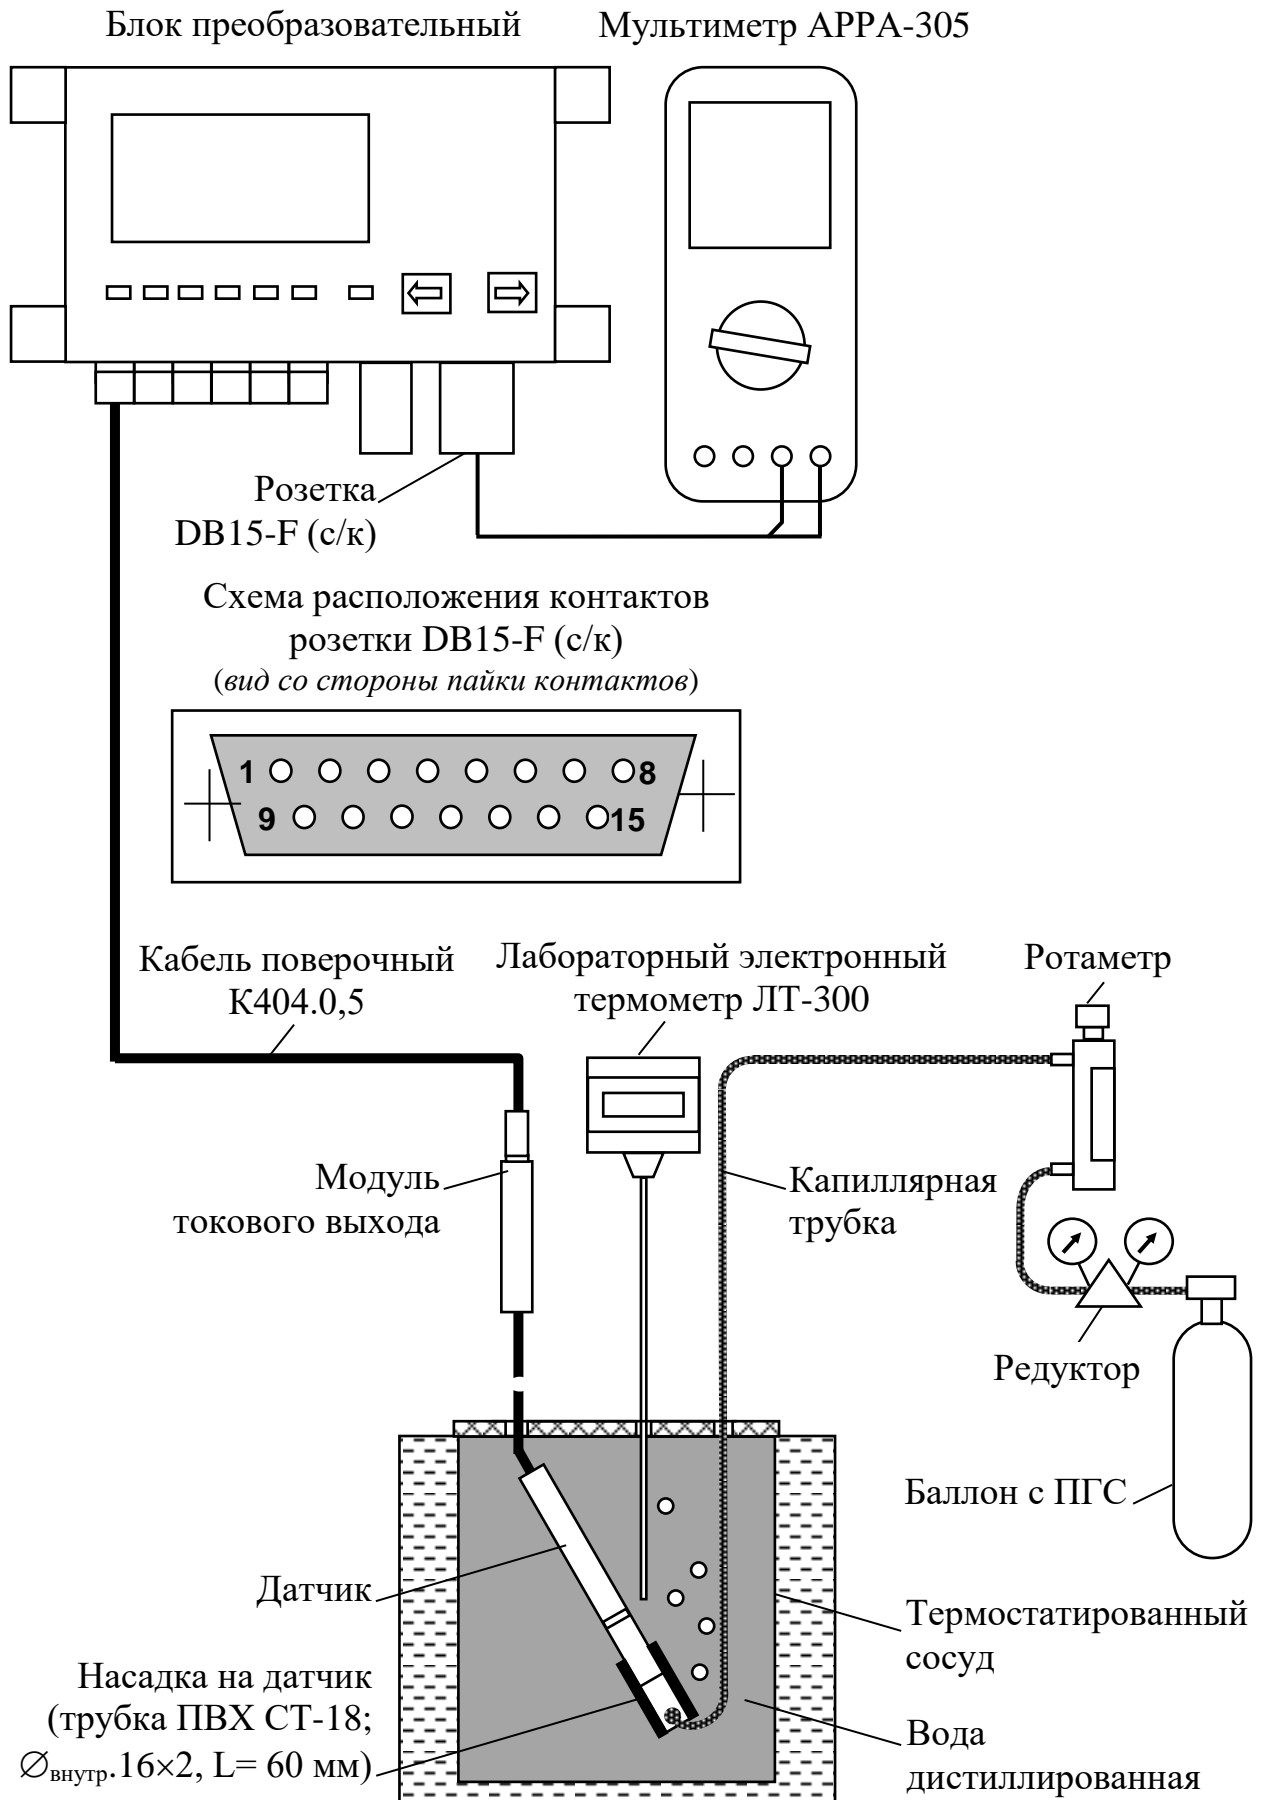 Блок преобразовательный
Мультиметр APPA-305
Розетка
DB15-F (с/к)
Схема расположения контактов
розетки DB15-F (с/к)
(вид со стороны пайки контактов)
1 8
9 15
Кабель поверочный
К404.0,5
Лабораторный электронный
термометр ЛТ-300
Ротаметр
Модуль
токового выхода
Капиллярная
трубка
Редуктор
Баллон с ПГС
Датчик
Термостатированный
сосуд
Насадка на датчик
(трубка ПВХ СТ-18;
∅внутр.16×2, L= 60 мм)
Вода
дистиллированная